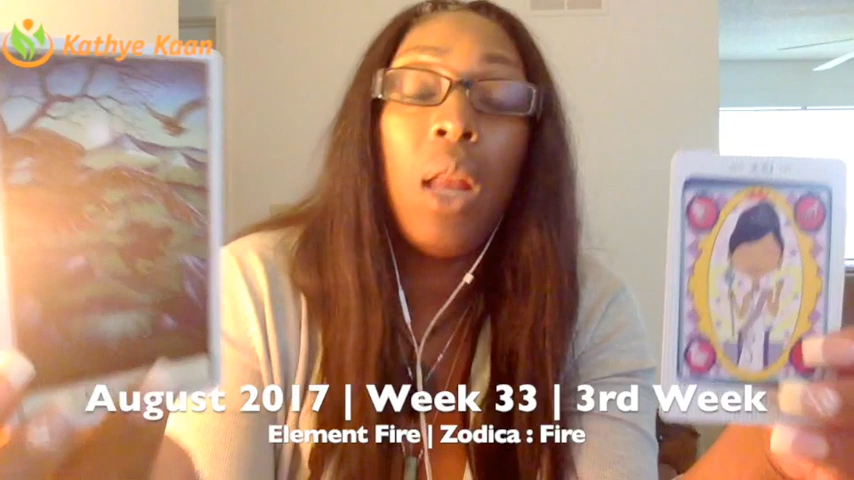 Kathye Kaan
August 2017 | Week 33 | 3rd Week
Element Fire | Zodica : Fire